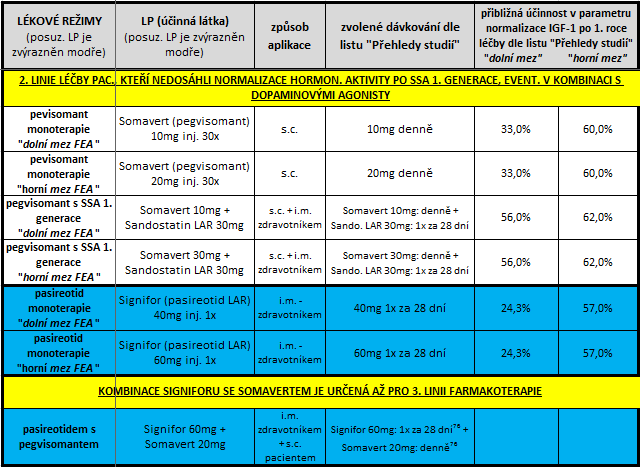 LÉKOVÉ REŽIMY
(posuz. LP je
zvýrazněn modře)
LP (účinná látka)
(posuz. LP je zvýrazněn
modře)
způsob
aplikace
zvolené dávkování dle
listu "Přehledy studií"
přibližná účinnost v parametru
normalizace IGF-1 po 1. roce
léčby dle listu "Přehledy studií"
"dolní mez" "horní mez"
2. LINIE LÉČBY PAC., KTEŘÍ NEDOSÁHLI NORMALIZACE HORMON. AKTIVITY PO SSA 1. GENERACE, EVENT. V KOMBINACI S
DOPAMINOVÝMI AGONISTY
pevisomant
monoterapie
"dolní mez FEA"
Somavert (pegvisomant)
10mg inj. 30x
s.c.
10mg denně
33,0%
60,0%
pevisomant
monoterapie
"horní mez FEA"
Somavert (pegvisomant)
20mg inj. 30x
s.c.
20mg denně
33,0%
60,0%
pegvisomant s SSA 1.
generace
"dolní mez FEA"
Somavert 10mg +
Sandostatin LAR 30mg
s.c. + i.m.
zdravotníkem
Somavert 10mg: denně +
Sando. LAR 30mg: 1x za 28 dní
56,0%
62,0%
pegvisomant s SSA 1.
generace
"horní mez FEA"
Somavert 30mg +
Sandostatin LAR 30mg
s.c. + i.m.
zdravotníkem
Somavert 30mg: denně +
Sando. LAR 30mg: 1x za 28 dní
56,0%
62,0%
pasireotid
monoterapie
"dolní mez FEA"
Signifor (pasireotid LAR)
40mg inj. 1x
i.m. -
zdravotníkem
40mg 1x za 28 dní
24,3%
57,0%
pasireotid
monoterapie
"horní mez FEA"
Signifor (pasireotid LAR)
60mg inj. 1x
i.m. -
zdravotníkem
60mg 1x za 28 dní
24,3%
57,0%
KOMBINACE SIGNIFORU SE SOMAVERTEM JE URČENÁ AŽ PRO 3. LINII FARMAKOTERAPIE
pasireotidem s
pegvisomantem
Signifor 60mg +
Somavert 20mg
i.m.
zdravotníkem
+ s.c.
pacientem
Signifor 60mg: 1x za 28 dní⁷⁸ +
Somavert 20mg: denně⁷⁸